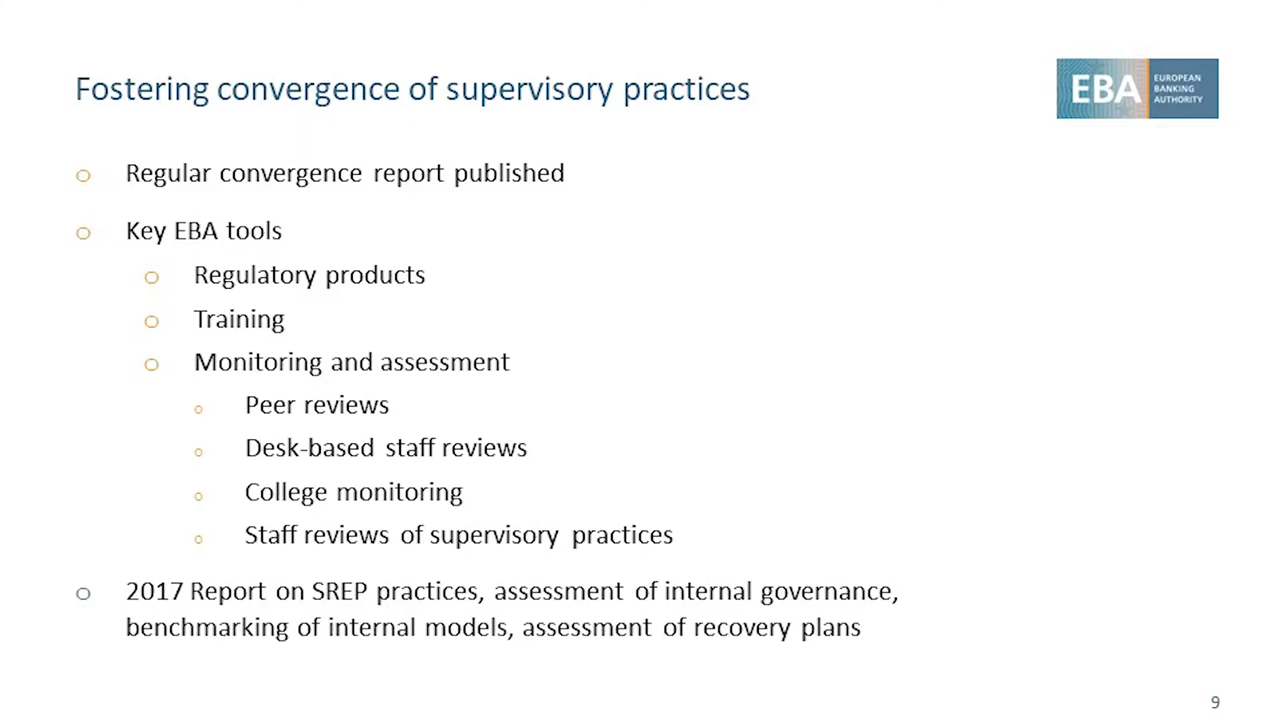 Fostering convergence of supervisory practices
EBA
EUROPEAN
BANKING
AUTHORITY
Regular convergence report published
Key EBA tools
Regulatory products
Training
Monitoring and assessment
Peer reviews
Desk-based staff reviews
College monitoring
Staff reviews of supervisory practices
2017 Report on SREP practices, assessment of internal governance,
benchmarking of internal models, assessment of recovery plans
9